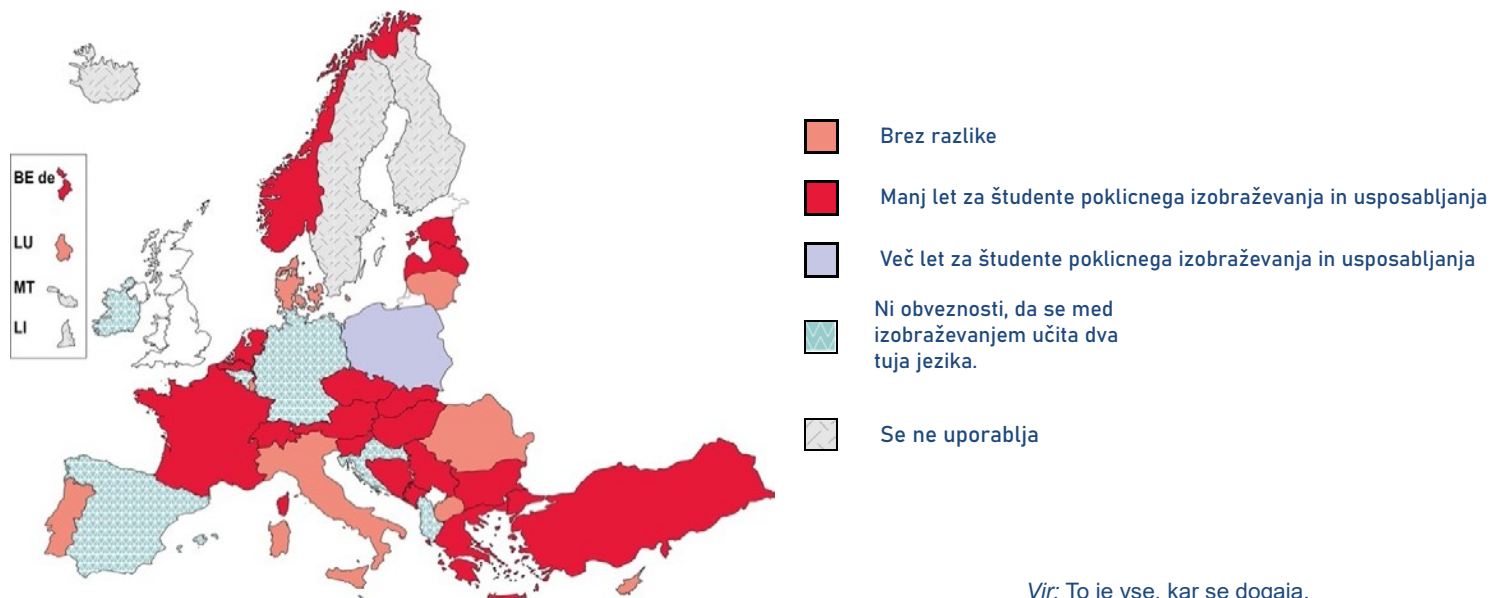 BE de
LU
MT
LI
Brez razlike
Manj let za študente poklicnega izobraževanja in usposabljanja
Več let za študente poklicnega izobraževanja in usposabljanja
Ni obveznosti, da se med
izobraževanjem učita dva
tuja jezika.
Se ne uporablja
Vir: To je vse, kar se dogaja.